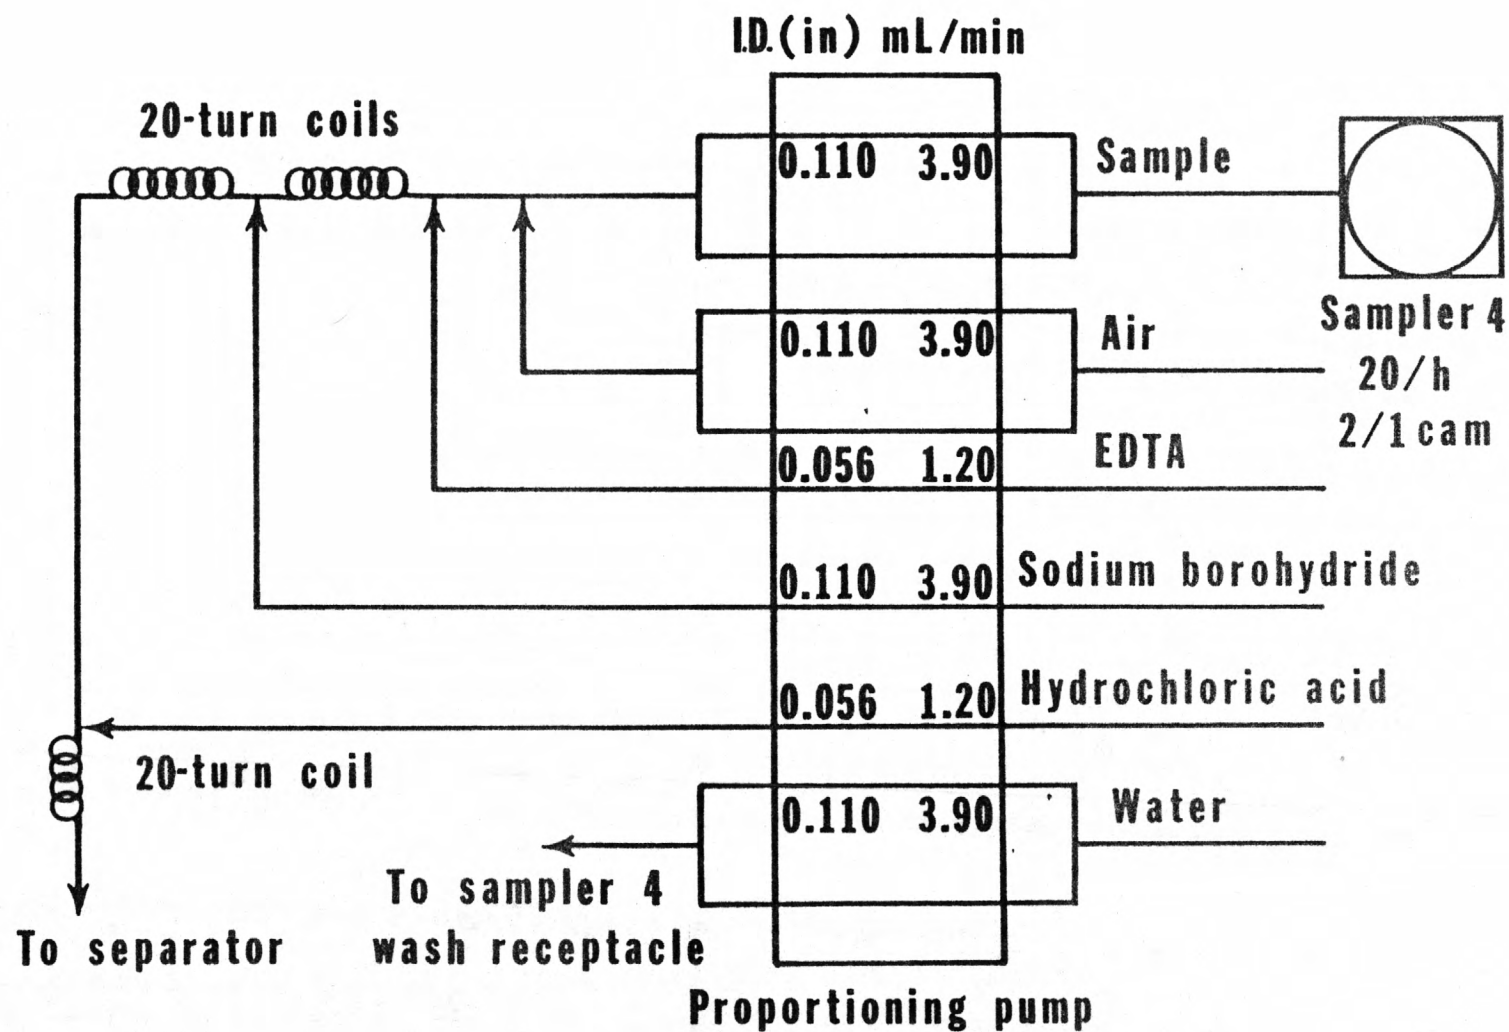 I.D.(in) mL/min
20-turn coils
0.110 3.90 Sample
Sampler 4
20/h
2/1 cam
0.110 3.90 Air
0.056 1.20 EDTA
0.110 3.90 Sodium borohydride
0.056 1.20 Hydrochloric acid
20-turn coil
0.110 3.90 Water
To sampler 4
wash receptacle
To separator
Proportioning pump